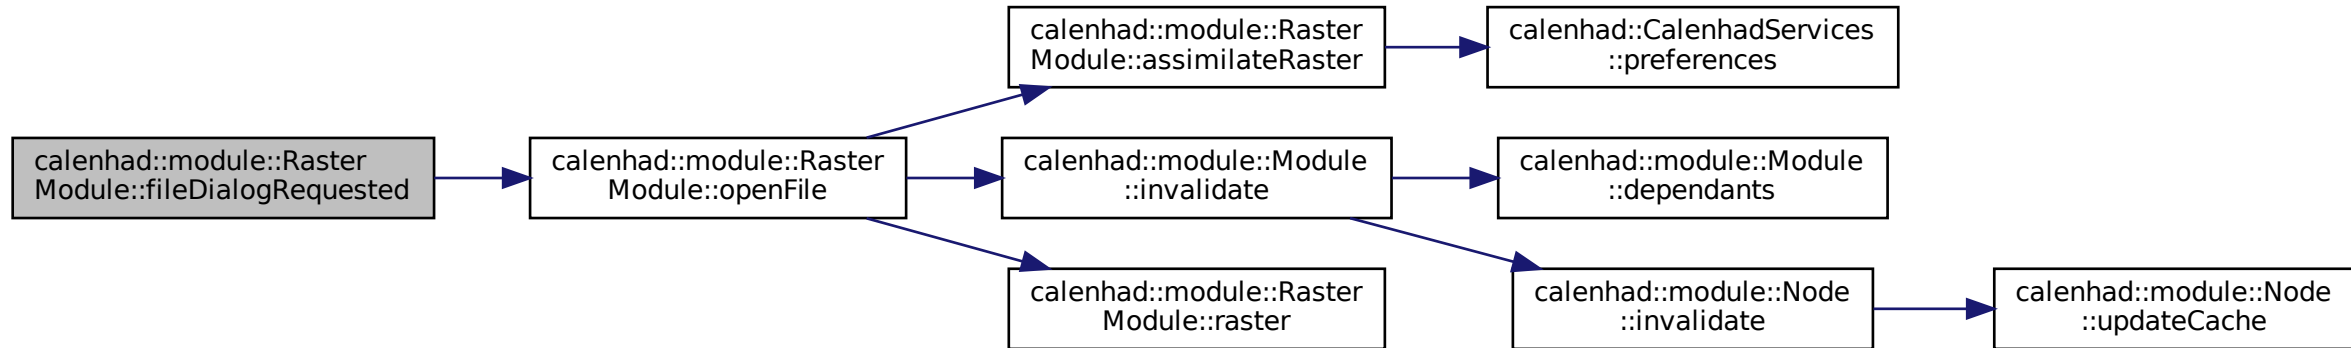 calenhad::module::Raster
Module::fileDialogRequested
calenhad::module::Raster
Module::openFile
calenhad::module::Raster
Module::assimilateRaster
calenhad::CalenhadServices
::preferences
calenhad::module::Module
::invalidate
calenhad::module::Module
::dependants
calenhad::module::Raster
Module::raster
calenhad::module::Node
::invalidate
calenhad::module::Node
::updateCache